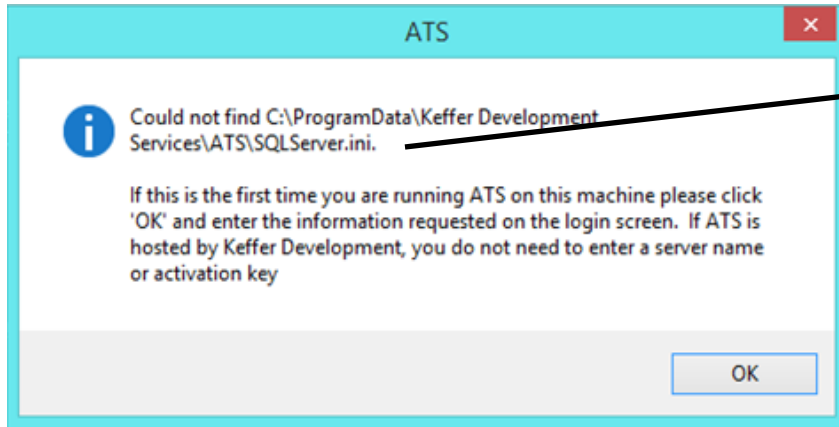 ATS
Could not find C:\ProgramData\Keffer Development
Services\ATS\SQLServer.ini.
If this is the first time you are running ATS on this machine please click
'OK' and enter the information requested on the login screen.  If ATS is
hosted by Keffer Development, you do not need to enter a server name
or activation key
OK